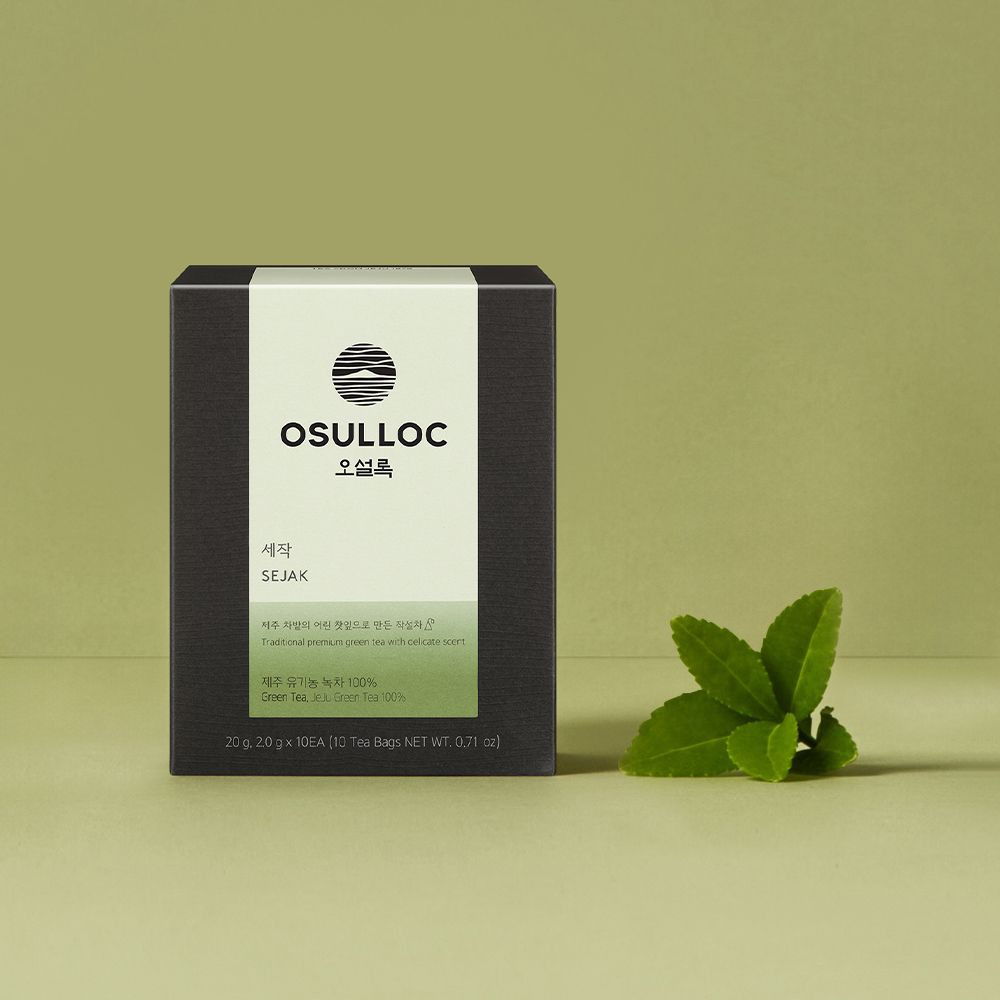 OSULLOC
오설록
세작
SEJAK
제주 차밭의 어린 찻잎으로 만든 작설차
Traditional premium green tea with delicate scent
제주 유기농 녹차 100%
Green Tea, JeJu Green Tea 100%
20 g, 2.0 g x 10EA (10 Tea Bags NET WT. 0.71 oz)